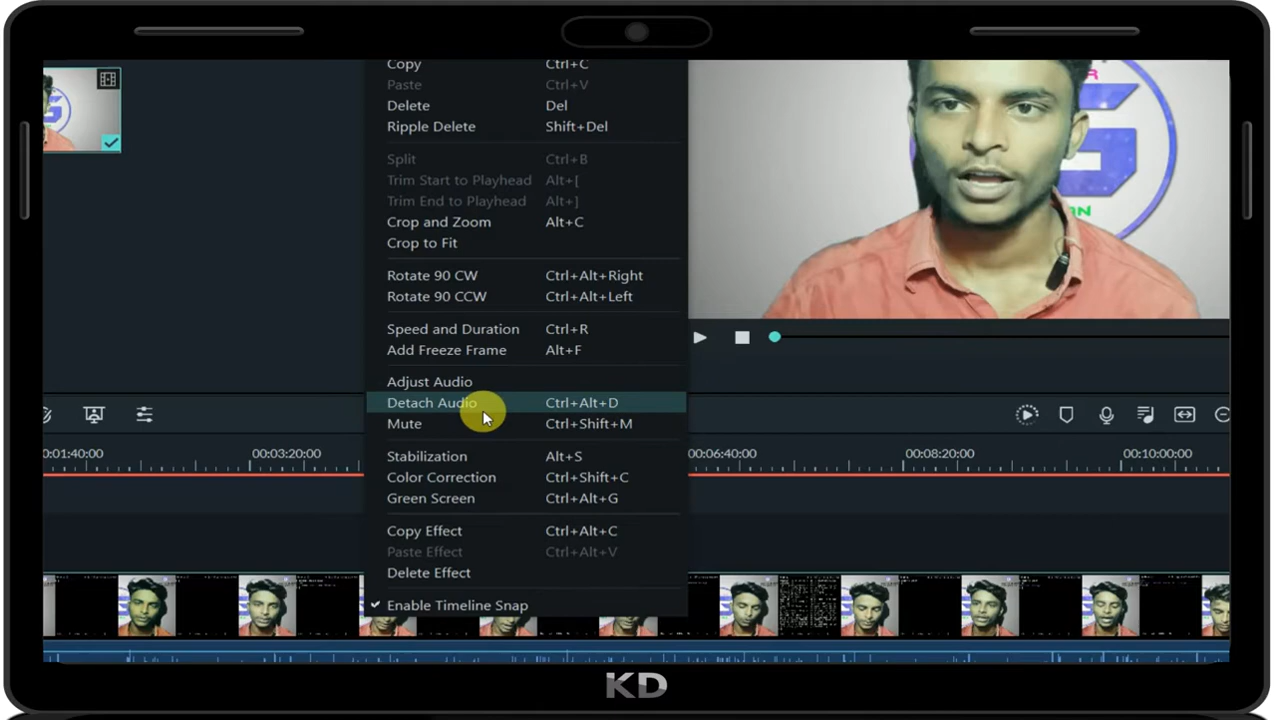 Copy Ctrl+C
Paste Ctrl+V
Delete Del
Ripple Delete Shift+Del
Split Ctrl+B
Trim Start to Playhead Alt+[
Trim End to Playhead Alt+]
Crop and Zoom Alt+C
Crop to Fit
Rotate 90 CW Ctrl+Alt+Right
Rotate 90 CCW Ctrl+Alt+Left
Speed and Duration Ctrl+R
Add Freeze Frame Alt+F
Adjust Audio
Detach Audio Ctrl+Alt+D
Mute Ctrl+Shift+M
0:01:40:00 00:03:20:00 00:06:40:00 00:08:20:00 00:10:00:00
Stabilization Alt+S
Color Correction Ctrl+Shift+C
Green Screen Ctrl+Alt+G
Copy Effect Ctrl+Alt+C
Paste Effect Ctrl+Alt+V
Delete Effect
Enable Timeline Snap
KD